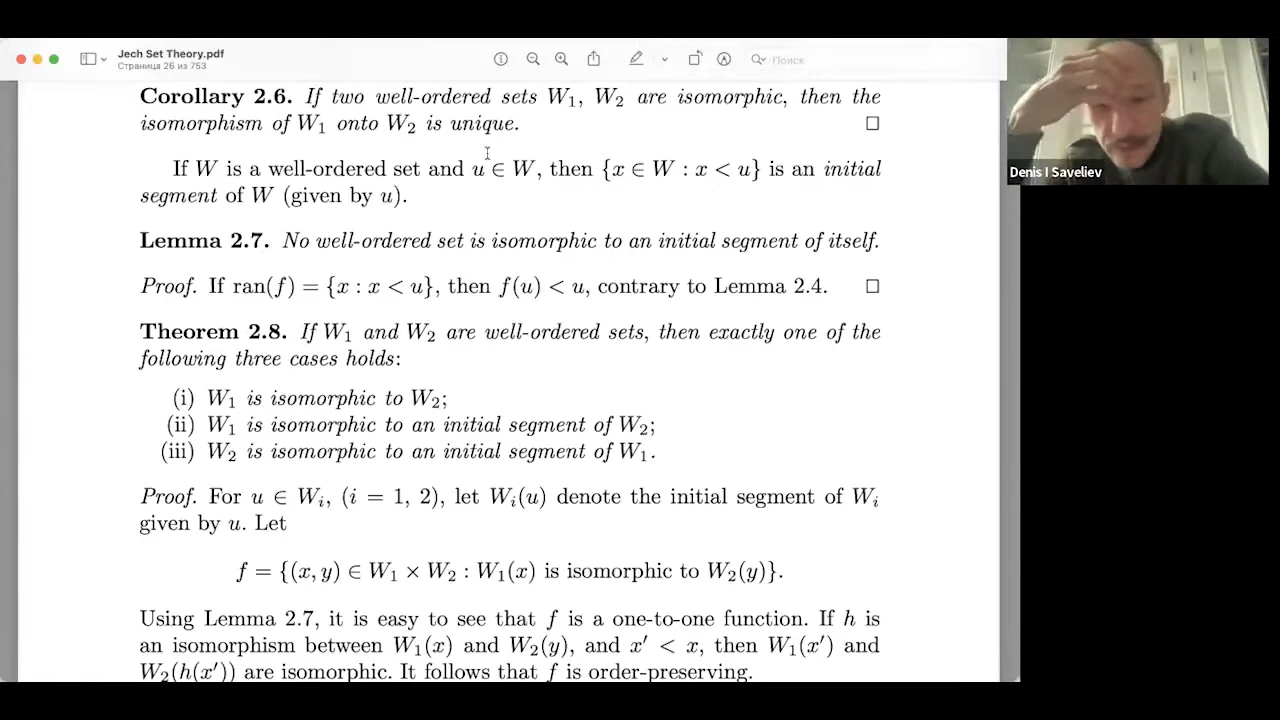 Jech Set Theory.pdf
Страница 26 из 753
Поиск
Corollary 2.6. If two well-ordered sets W₁, W₂ are isomorphic, then the
isomorphism of W₁ onto W₂ is unique. □
If W is a well-ordered set and u ∈ W, then {x ∈ W : x < u} is an initial
segment of W (given by u).
Lemma 2.7. No well-ordered set is isomorphic to an initial segment of itself.
Proof. If ran(f) = {x : x < u}, then f(u) < u, contrary to Lemma 2.4. □
Theorem 2.8. If W₁ and W₂ are well-ordered sets, then exactly one of the
following three cases holds:
(i) W₁ is isomorphic to W₂;
(ii) W₁ is isomorphic to an initial segment of W₂;
(iii) W₂ is isomorphic to an initial segment of W₁.
Proof. For u ∈ Wᵢ, (i = 1, 2), let Wᵢ(u) denote the initial segment of Wᵢ
given by u. Let
f = {(x, y) ∈ W₁ × W₂ : W₁(x) is isomorphic to W₂(y)}.
Using Lemma 2.7, it is easy to see that f is a one-to-one function. If h is
an isomorphism between W₁(x) and W₂(y), and x′ < x, then W₁(x′) and
W₂(h(x′)) are isomorphic. It follows that f is order-preserving.
Denis I Saveliev